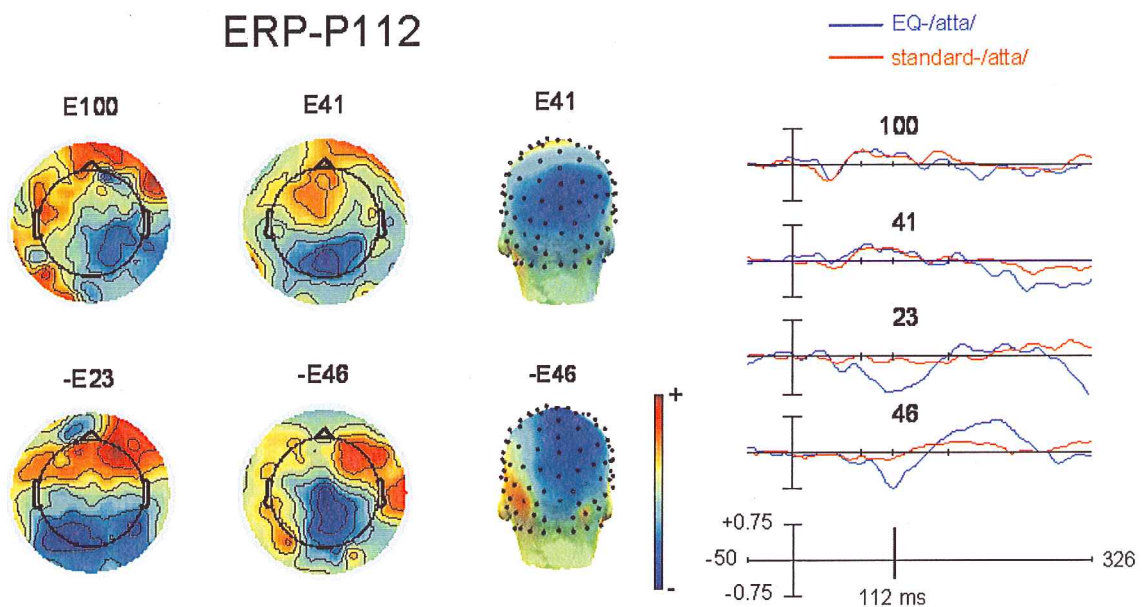 ERP-P112
EQ-/atta/
standard-/atta/
E100
E41
E41
100
41
23
-E23
-E46
-E46
+
-
46
+0.75
-50
326
-0.75
112 ms